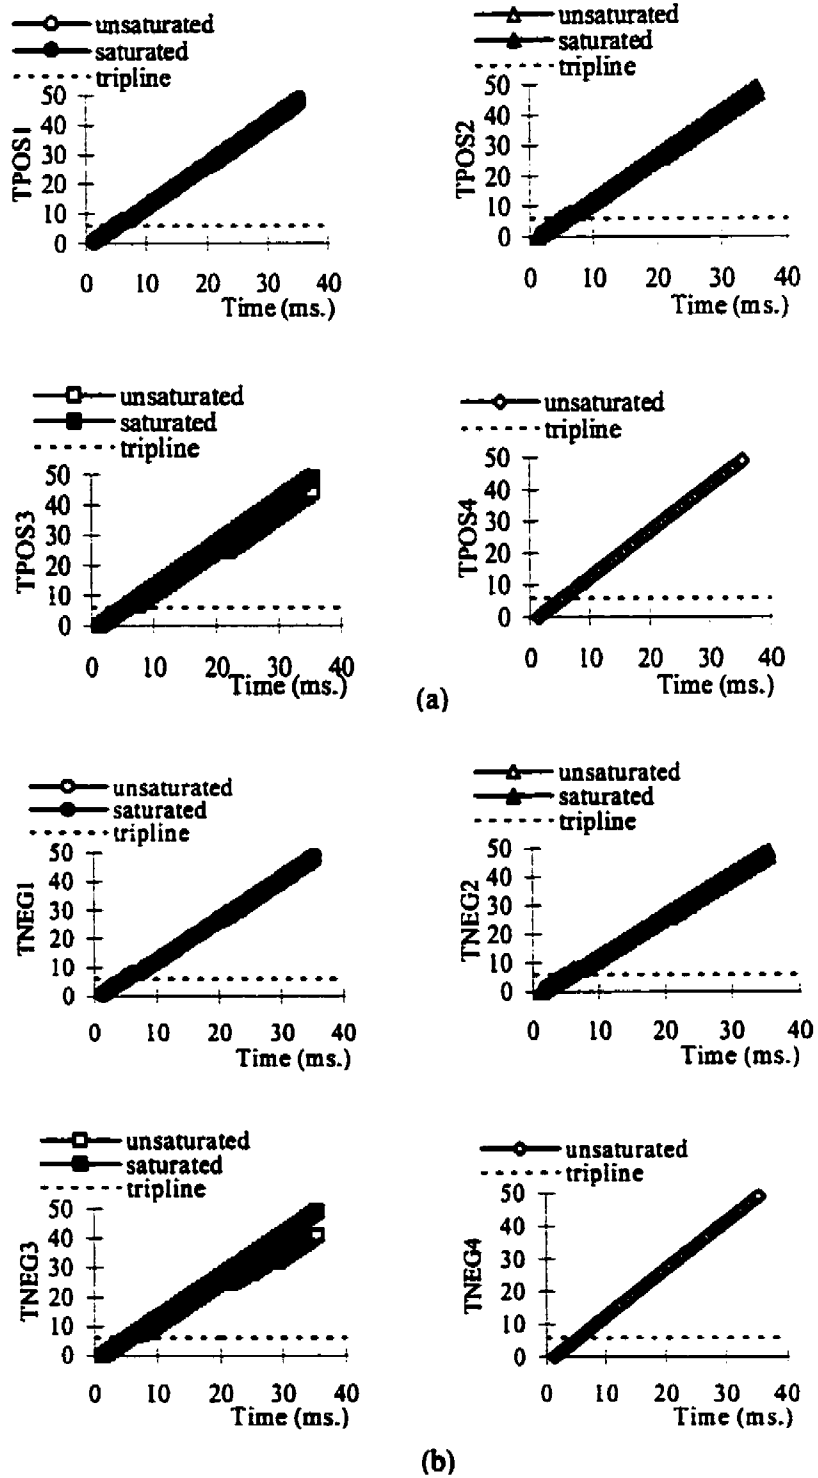 unsaturated
saturated
tripline
50
40
30
20
10
0
TPOS1
0 10 20 30 40
Time (ms.)
unsaturated
saturated
tripline
50
40
30
20
10
0
TPOS2
0 10 20 30 40
Time (ms.)
unsaturated
saturated
tripline
50
40
30
20
10
0
TPOS3
0 10 20 30 40
Time (ms.)
unsaturated
tripline
50
40
30
20
10
0
TPOS4
0 10 20 30 40
Time (ms.)
(a)
unsaturated
saturated
tripline
50
40
30
20
10
0
TNEG1
0 10 20 30 40
Time (ms.)
unsaturated
saturated
tripline
50
40
30
20
10
0
TNEG2
0 10 20 30 40
Time (ms.)
unsaturated
saturated
tripline
50
40
30
20
10
0
TNEG3
0 10 20 30 40
Time (ms.)
unsaturated
tripline
50
40
30
20
10
0
TNEG4
0 10 20 30 40
Time (ms.)
(b)